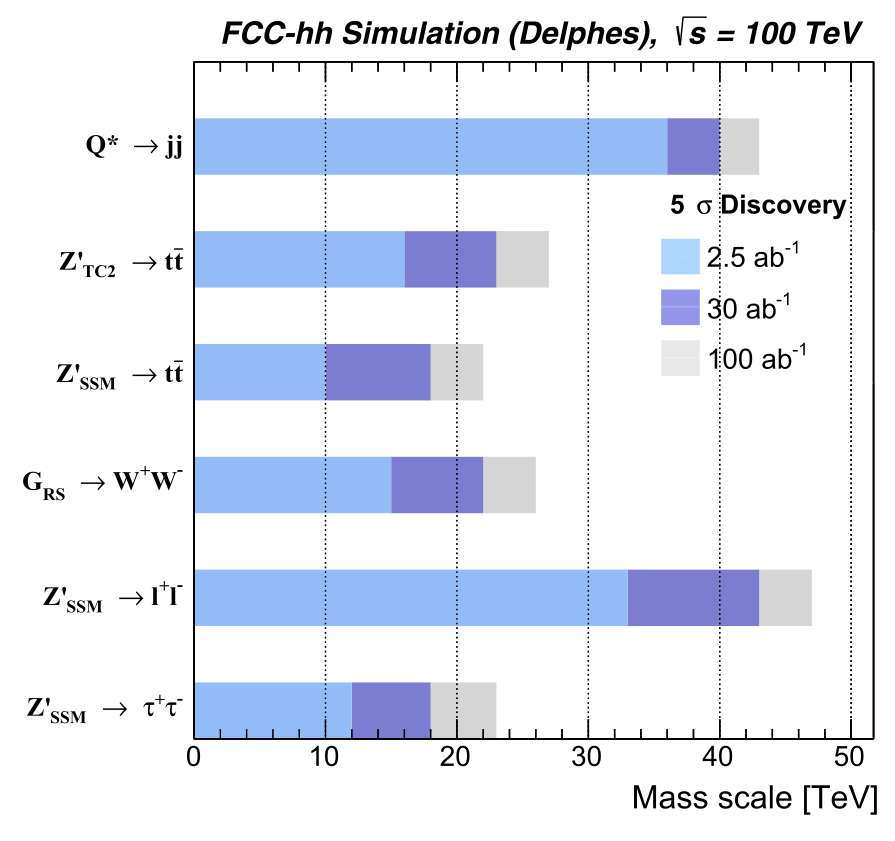 FCC-hh Simulation (Delphes), √s = 100 TeV
Q* → jj
5 σ Discovery
2.5 ab⁻¹
Z'TC2 → tt̄
30 ab⁻¹
100 ab⁻¹
Z'SSM → tt̄
GRS → W⁺W⁻
Z'SSM → l⁺l⁻
Z'SSM → τ⁺τ⁻
0 10 20 30 40 50
Mass scale [TeV]